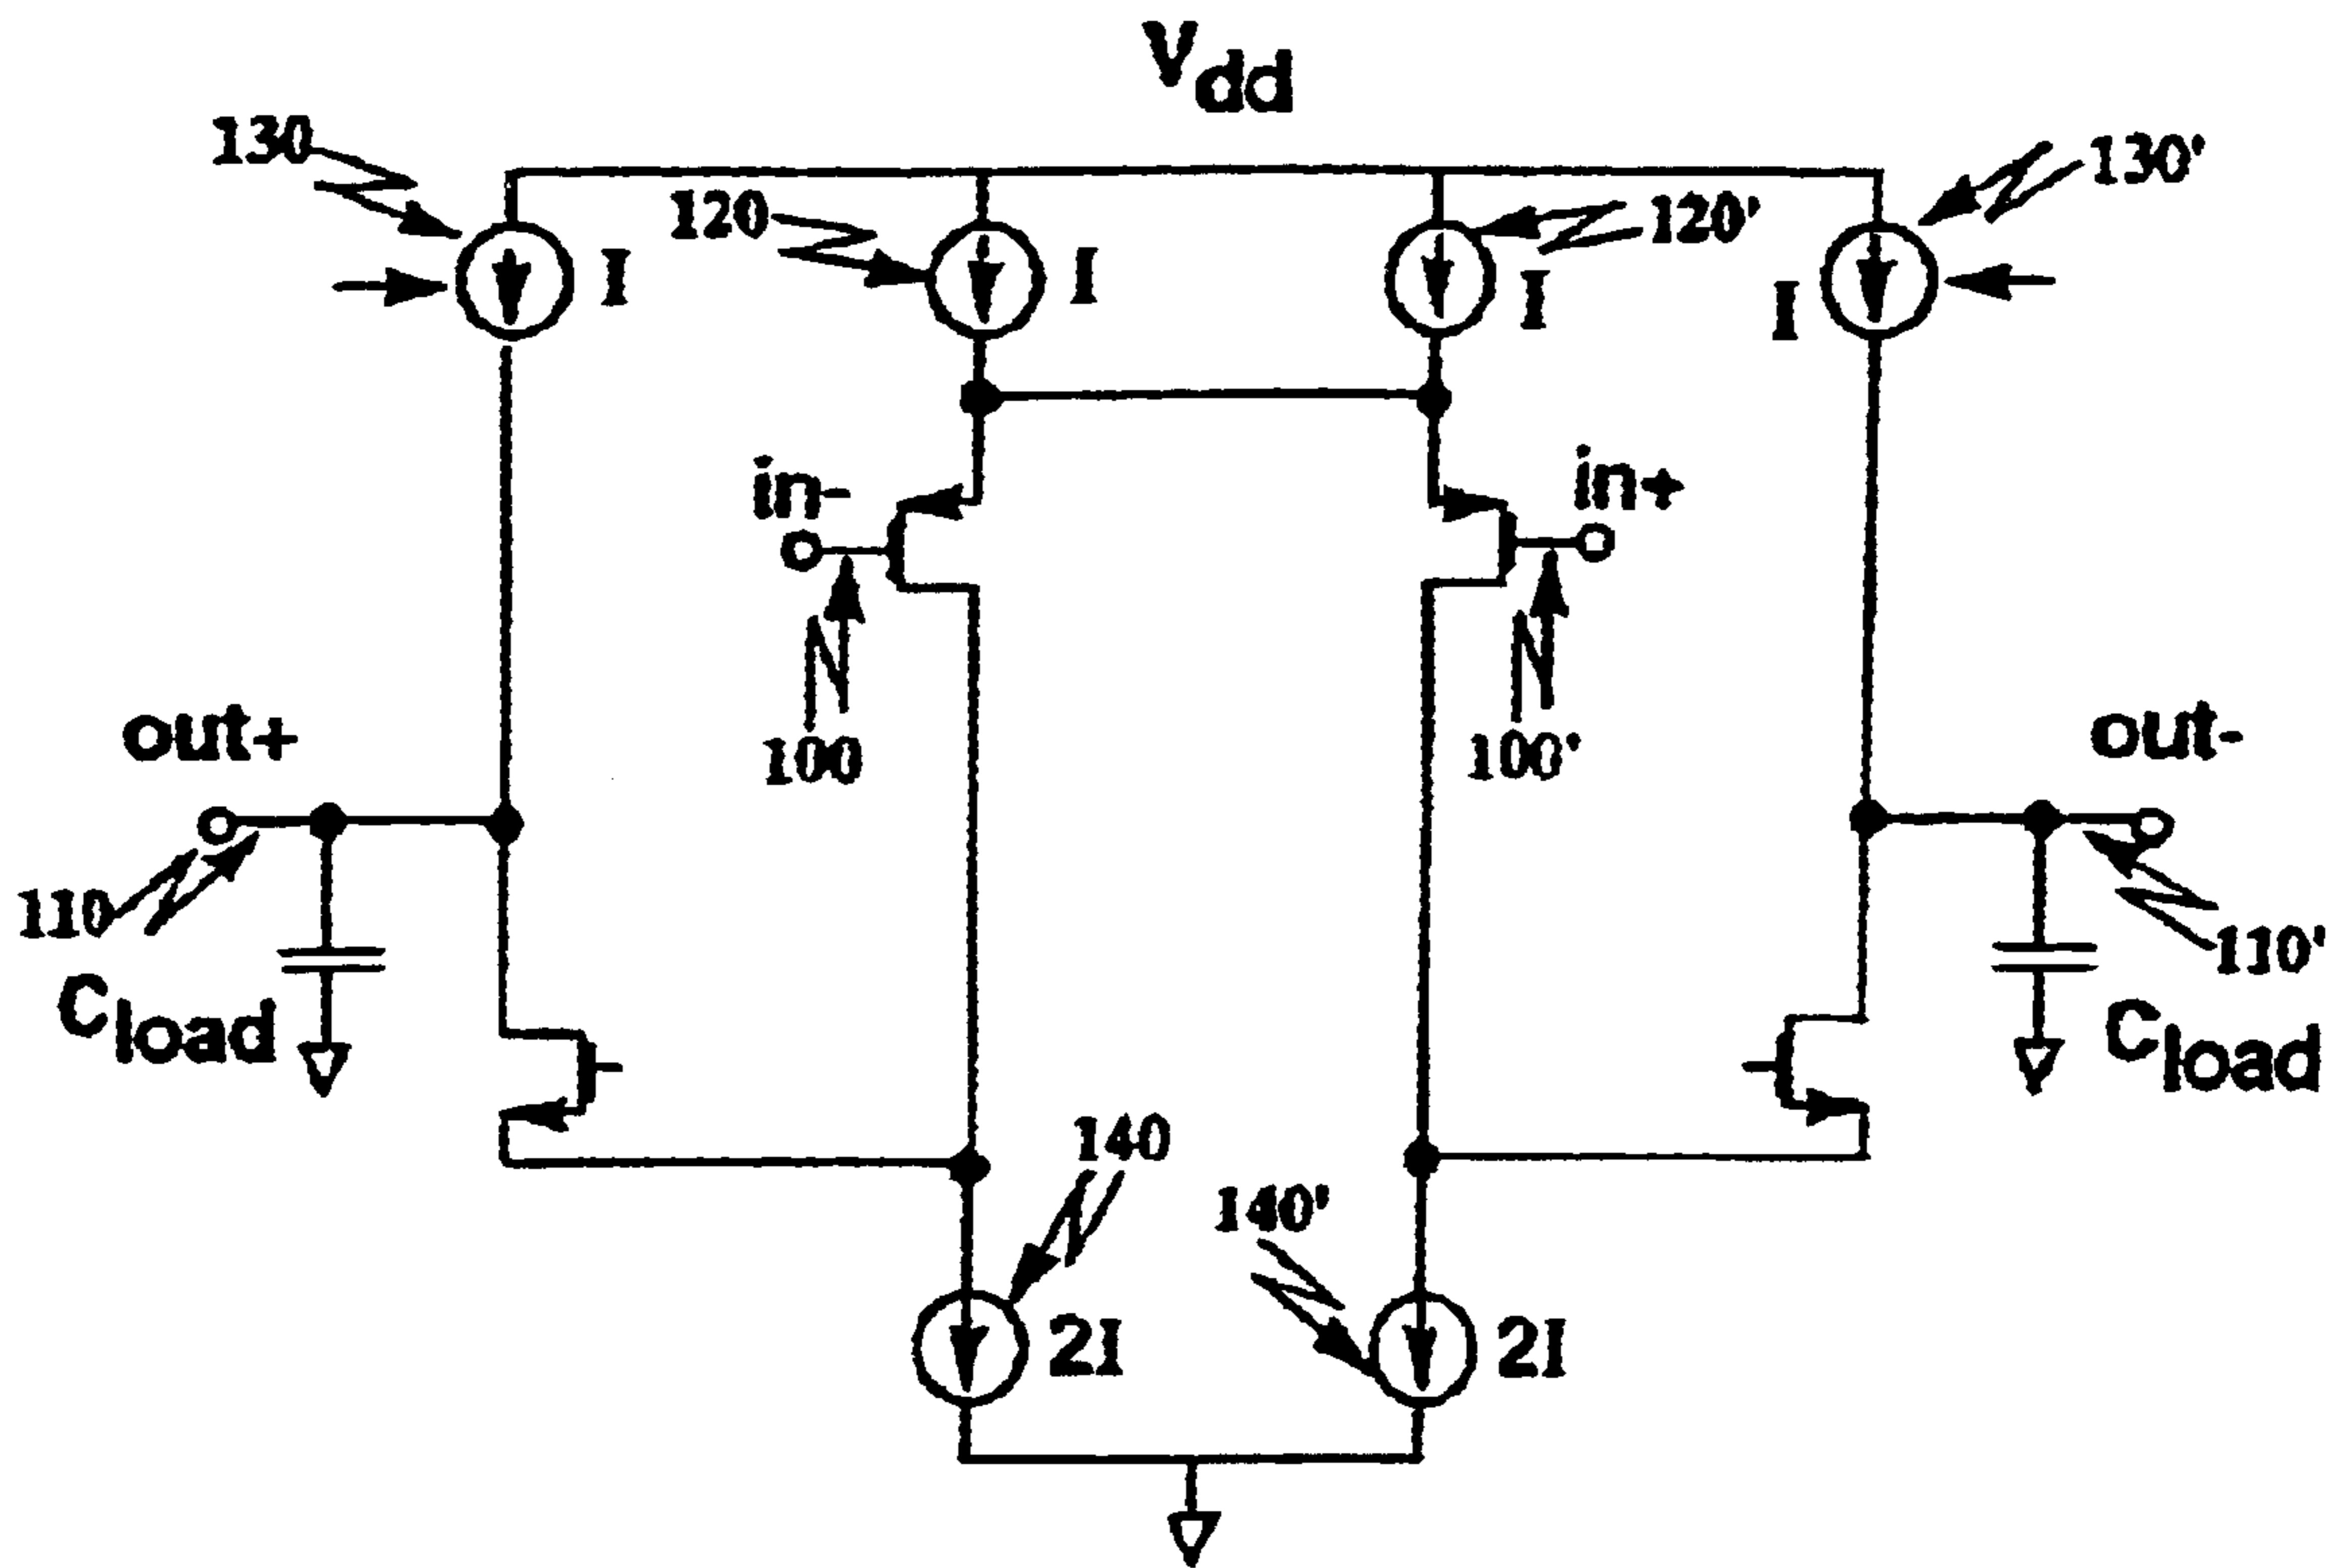 Vdd
130
130'
120
120'
I
I
I
I
in-
in+
100
100'
out+
out-
110
110'
Cload
Cload
140
140'
2I
2I